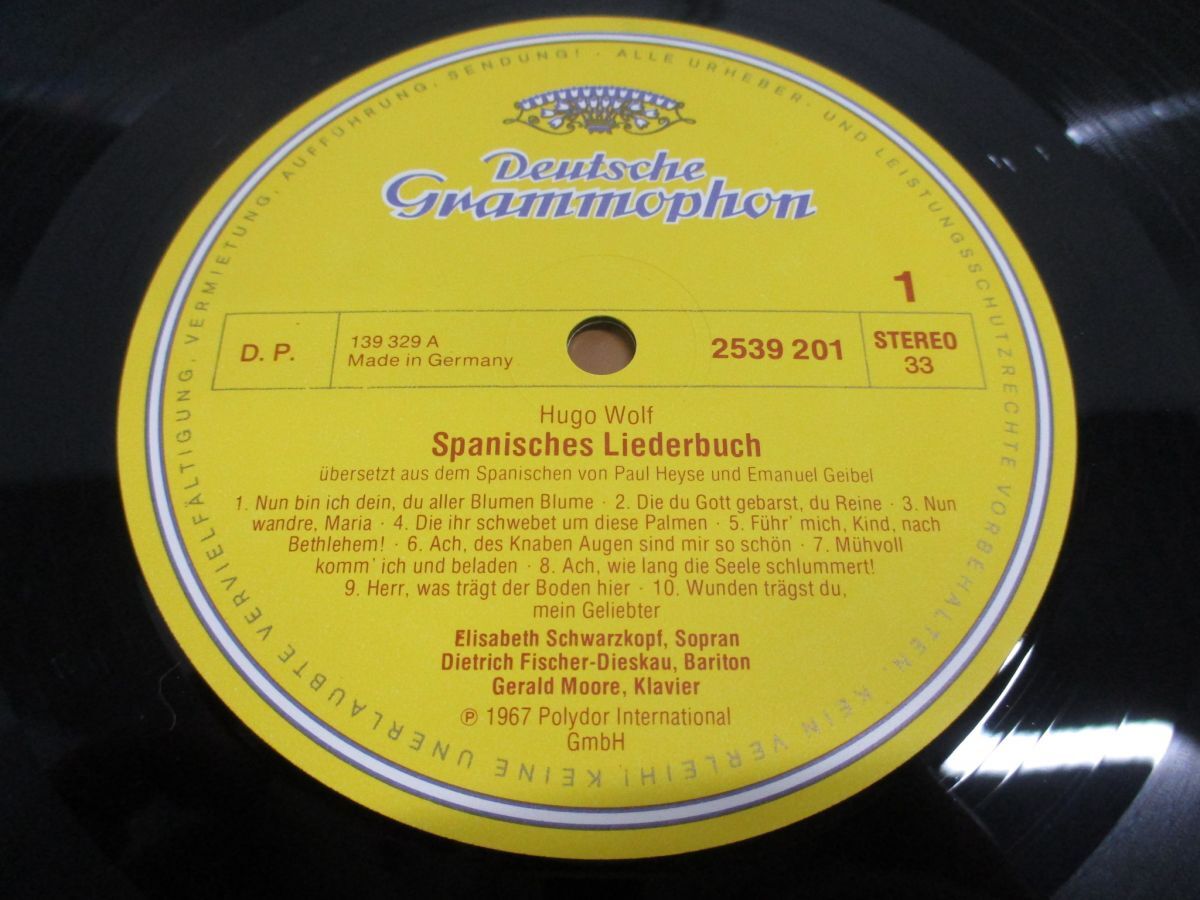 Deutsche
Grammophon
1
D. P.
139 329 A
Made in Germany
2539 201
STEREO
33
Hugo Wolf
Spanisches Liederbuch
übersetzt aus dem Spanischen von Paul Heyse und Emanuel Geibel
1. Nun bin ich dein, du aller Blumen Blume · 2. Die du Gott gebarst, du Reine · 3. Nun
wandre, Maria · 4. Die ihr schwebet um diese Palmen · 5. Führ' mich, Kind, nach
Bethlehem! · 6. Ach, des Knaben Augen sind mir so schön · 7. Mühvoll
komm' ich und beladen · 8. Ach, wie lang die Seele schlummert!
9. Herr, was trägt der Boden hier · 10. Wunden trägst du,
mein Geliebter
Elisabeth Schwarzkopf, Sopran
Dietrich Fischer-Dieskau, Bariton
Gerald Moore, Klavier
℗ 1967 Polydor International
GmbH
ALLE URHEBER- UND LEISTUNGSSCHUTZRECHTE VORBEHALTEN. KEIN VERLEIH! KEINE UNERLAUBTE VERVIELFÄLTIGUNG, VERMIETUNG, AUFFÜHRUNG, SENDUNG! ·